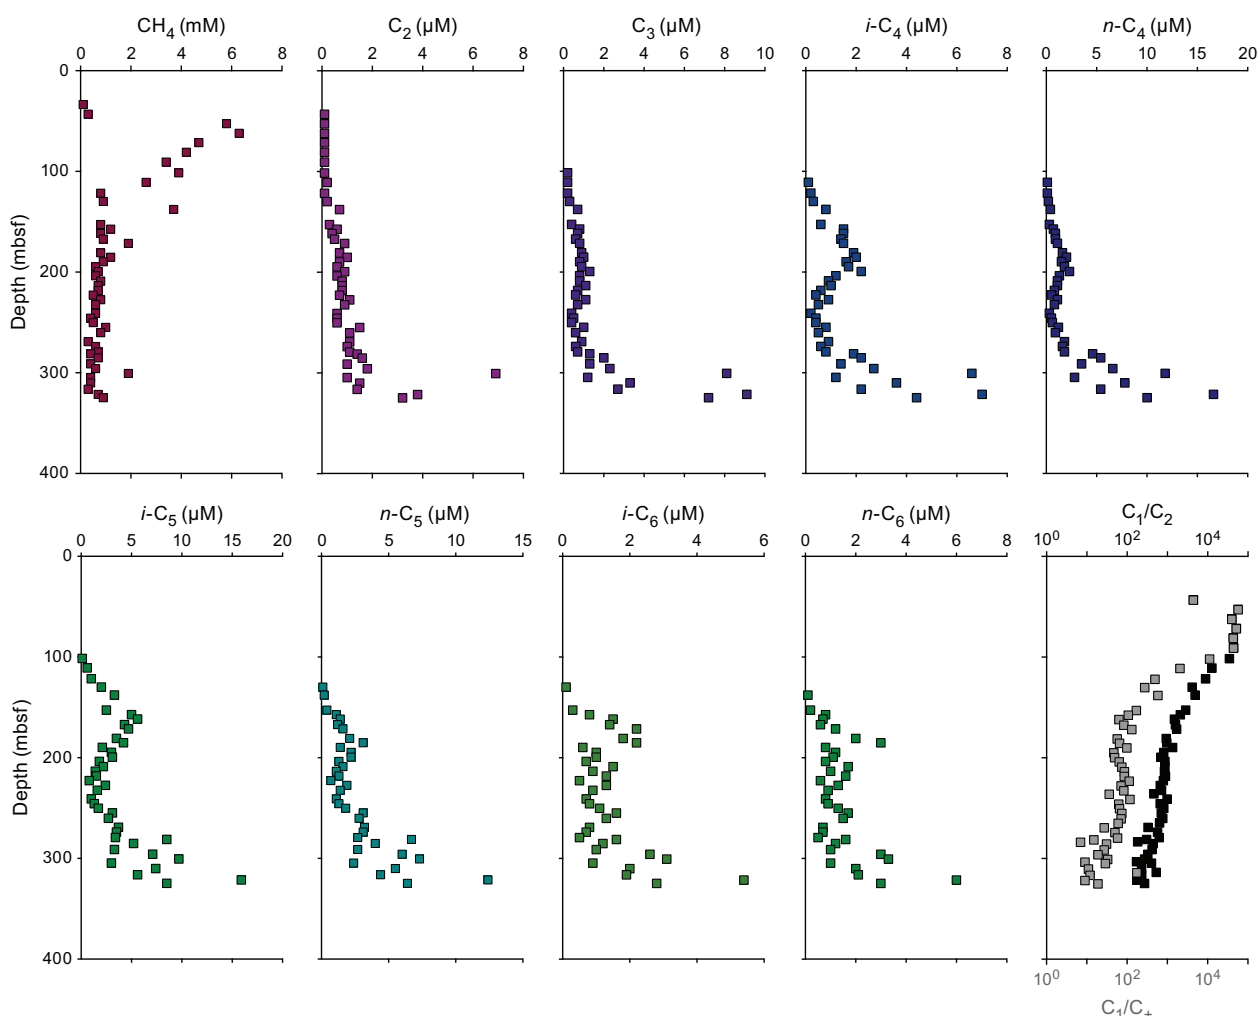 CH4 (mM) C2 (µM) C3 (µM) i-C4 (µM) n-C4 (µM)
0 2 4 6 8 0 2 4 6 8 0 2 4 6 8 10 0 2 4 6 8 0 5 10 15 20
0
100
200
300
400
Depth (mbsf)
i-C5 (µM) n-C5 (µM) i-C6 (µM) n-C6 (µM) C1/C2
0 5 10 15 20 0 5 10 15 0 2 4 6 0 2 4 6 8 10^0 10^2 10^4
0
100
200
300
400
Depth (mbsf)
10^0 10^2 10^4
C1/C+